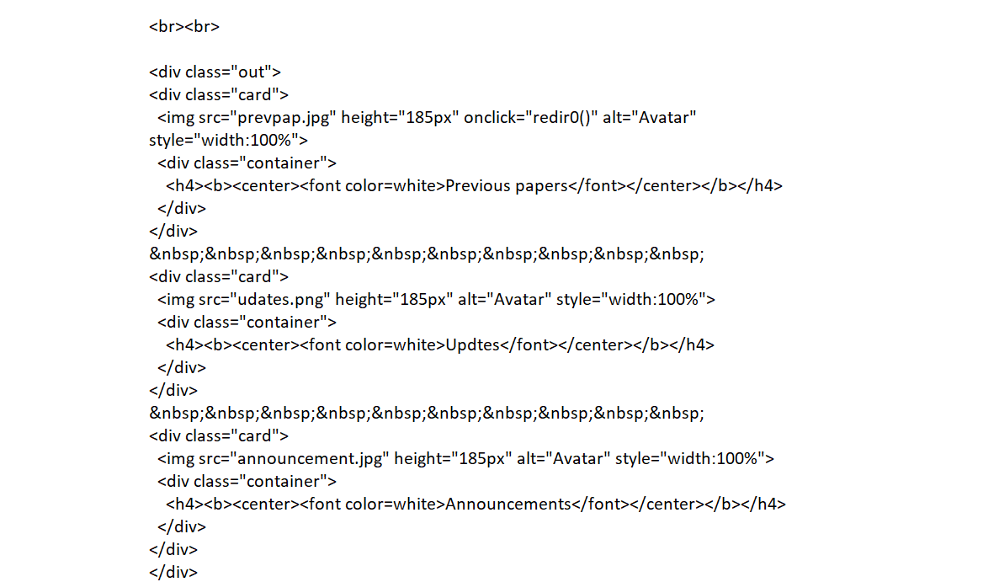 <br><br>
<div class="out">
<div class="card">
<img src="prevpap.jpg" height="185px" onclick="redir0()" alt="Avatar"
style="width:100%">
<div class="container">
<h4><b><center><font color=white>Previous papers</font></center></b></h4>
</div>
</div>
&nbsp;&nbsp;&nbsp;&nbsp;&nbsp;&nbsp;&nbsp;&nbsp;&nbsp;&nbsp;
<div class="card">
<img src="udates.png" height="185px" alt="Avatar" style="width:100%">
<div class="container">
<h4><b><center><font color=white>Updtes</font></center></b></h4>
</div>
</div>
&nbsp;&nbsp;&nbsp;&nbsp;&nbsp;&nbsp;&nbsp;&nbsp;&nbsp;&nbsp;
<div class="card">
<img src="announcement.jpg" height="185px" alt="Avatar" style="width:100%">
<div class="container">
<h4><b><center><font color=white>Announcements</font></center></b></h4>
</div>
</div>
</div>